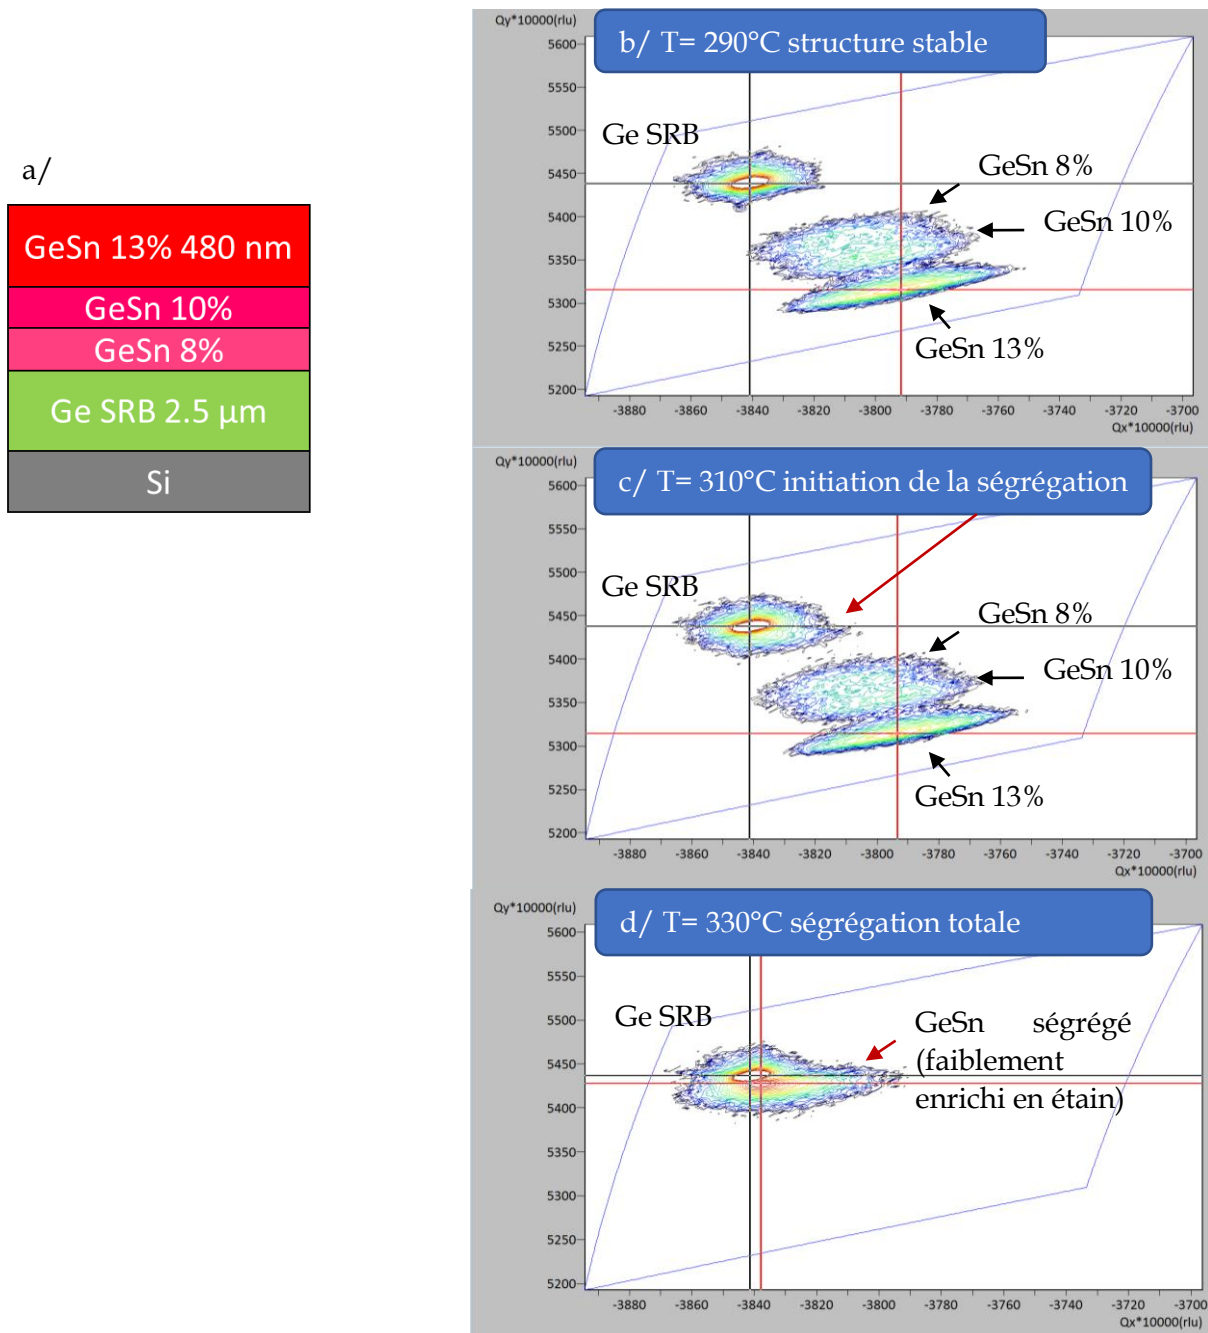 a/
GeSn 13% 480 nm
GeSn 10%
GeSn 8%
Ge SRB 2.5 µm
Si
Qy*10000(rlu)
b/ T= 290°C structure stable
5600
5550
5500
5450
5400
5350
5300
5250
5200
Ge SRB
GeSn 8%
GeSn 10%
GeSn 13%
-3880 -3860 -3840 -3820 -3800 -3780 -3760 -3740 -3720 -3700
Qx*10000(rlu)
Qy*10000(rlu)
c/ T= 310°C initiation de la ségrégation
5600
5550
5500
5450
5400
5350
5300
5250
5200
Ge SRB
GeSn 8%
GeSn 10%
GeSn 13%
-3880 -3860 -3840 -3820 -3800 -3780 -3760 -3740 -3720 -3700
Qx*10000(rlu)
Qy*10000(rlu)
d/ T= 330°C ségrégation totale
5600
5550
5500
5450
5400
5350
5300
5250
5200
Ge SRB
GeSn ségrégé
(faiblement
enrichi en étain)
-3880 -3860 -3840 -3820 -3800 -3780 -3760 -3740 -3720 -3700
Qx*10000(rlu)